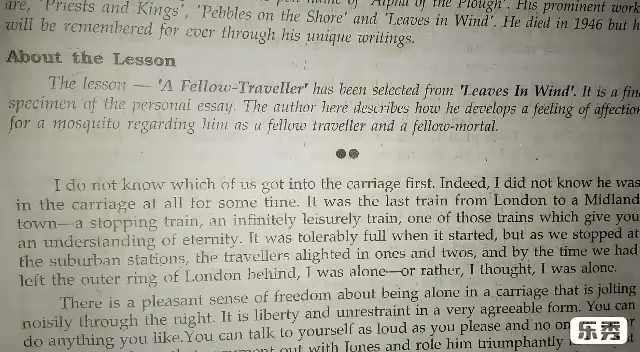 are, 'Priests and Kings', 'Pebbles on the Shore' and 'Leaves in Wind'. His prominent work
will be remembered for ever through his unique writings. He died in 1946 but h
About the Lesson
The lesson — 'A Fellow-Traveller' has been selected from 'Leaves In Wind'. It is a fin
specimen of the personal essay. The author here describes how he develops a feeling of affection
for a mosquito regarding him as a fellow traveller and a fellow-mortal.
I do not know which of us got into the carriage first. Indeed, I did not know he was
in the carriage at all for some time. It was the last train from London to a Midland
town—a stopping train, an infinitely leisurely train, one of those trains which give you
an understanding of eternity. It was tolerably full when it started, but as we stopped at
the suburban stations, the travellers alighted in ones and twos, and by the time we had
left the outer ring of London behind, I was alone—or rather, I thought, I was alone.
There is a pleasant sense of freedom about being alone in a carriage that is jolting
noisily through the night. It is liberty and unrestraint in a very agreeable form. You can
do anything you like.You can talk to yourself as loud as you please and no on
out with Jones and role him triumphantly
乐秀